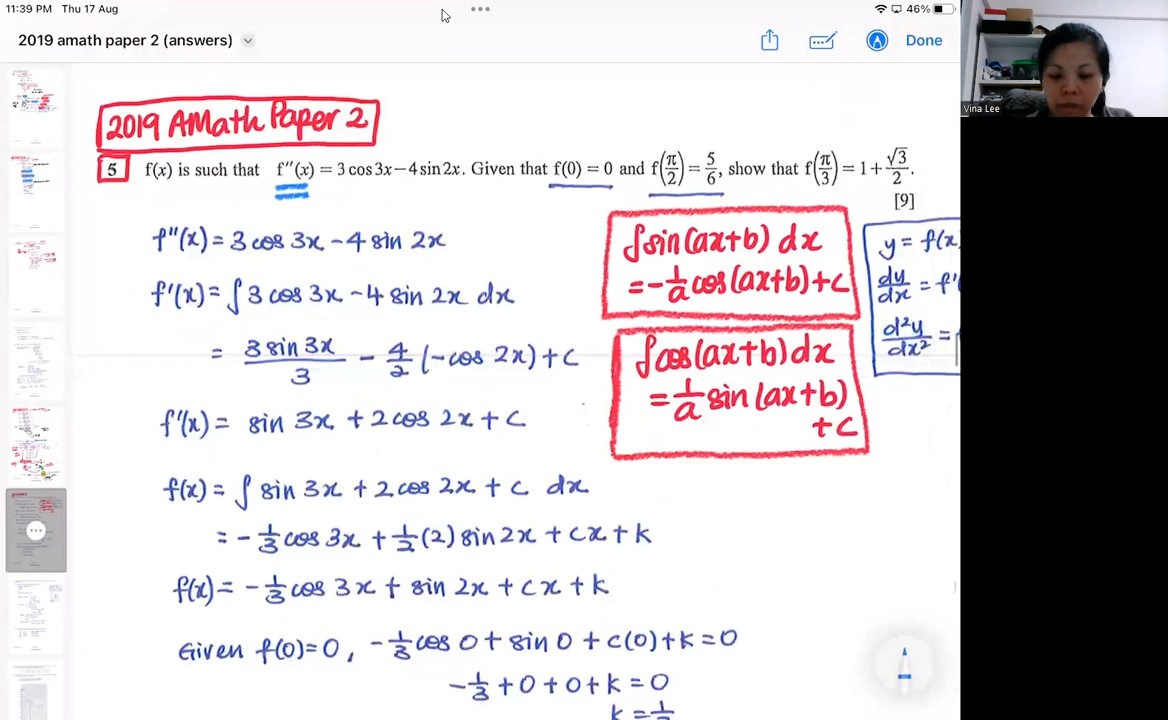 11:39 PM Thu 17 Aug
46%
2019 amath paper 2 (answers)
Done
Vina Lee
2019 AMath Paper 2
5 f(x) is such that f''(x) = 3 cos 3x − 4 sin 2x. Given that f(0) = 0 and f(π/2) = 5/6, show that f(π/3) = 1 + √3/2.
[9]
f''(x) = 3 cos 3x − 4 sin 2x
f'(x) = ∫ 3 cos 3x − 4 sin 2x dx
= 3 sin 3x / 3 − 4/2 (−cos 2x) + c
f'(x) = sin 3x + 2 cos 2x + c
f(x) = ∫ sin 3x + 2 cos 2x + c dx
= − 1/3 cos 3x + 1/2 (2) sin 2x + cx + k
f(x) = − 1/3 cos 3x + sin 2x + cx + k
Given f(0) = 0, − 1/3 cos 0 + sin 0 + c(0) + k = 0
− 1/3 + 0 + 0 + k = 0
∫ sin(ax+b) dx
= − 1/a cos(ax+b) + c
∫ cos(ax+b) dx
= 1/a sin(ax+b)
+ c
y = f(x
dy/dx = f'(
d²y/dx² =